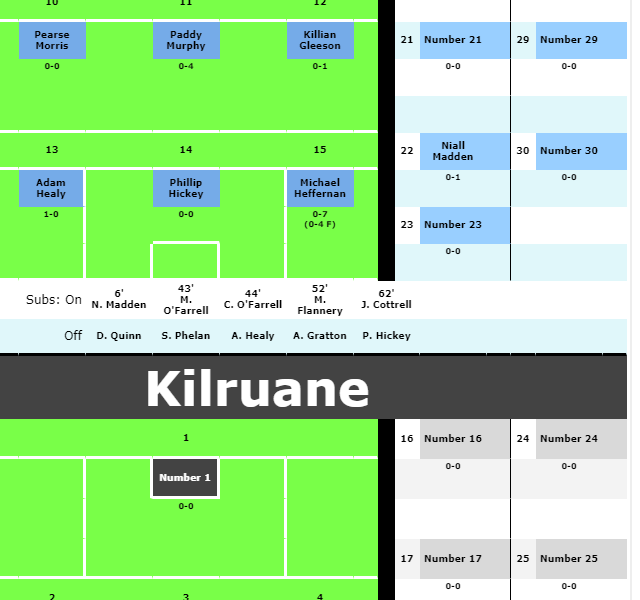 10 11 12
Pearse Morris Paddy Murphy Killian Gleeson 21 Number 21 29 Number 29
0-0 0-4 0-1 0-0 0-0
13 14 15 22 Niall Madden 30 Number 30
Adam Healy Phillip Hickey Michael Heffernan 0-1 0-0
1-0 0-0 0-7
(0-4 F)
23 Number 23
0-0
Subs: On 6' N. Madden 43' M. O'Farrell 44' C. O'Farrell 52' M. Flannery 62' J. Cottrell
Off D. Quinn S. Phelan A. Healy A. Gratton P. Hickey
Kilruane
1 16 Number 16 24 Number 24
Number 1 0-0 0-0
0-0
17 Number 17 25 Number 25
0-0 0-0
2 3 4